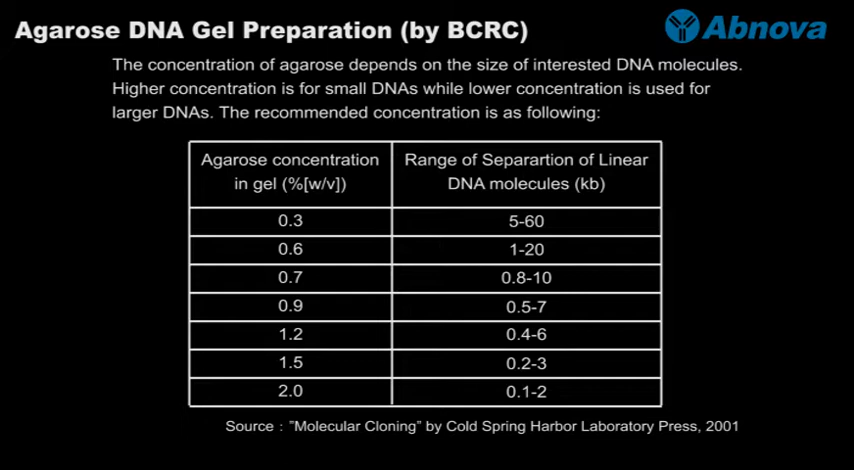 Agarose DNA Gel Preparation (by BCRC)
Abnova
The concentration of agarose depends on the size of interested DNA molecules.
Higher concentration is for small DNAs while lower concentration is used for
larger DNAs. The recommended concentration is as following:
Agarose concentration
in gel (%[w/v])
Range of Separartion of Linear
DNA molecules (kb)
0.3 5-60
0.6 1-20
0.7 0.8-10
0.9 0.5-7
1.2 0.4-6
1.5 0.2-3
2.0 0.1-2
Source : "Molecular Cloning" by Cold Spring Harbor Laboratory Press, 2001